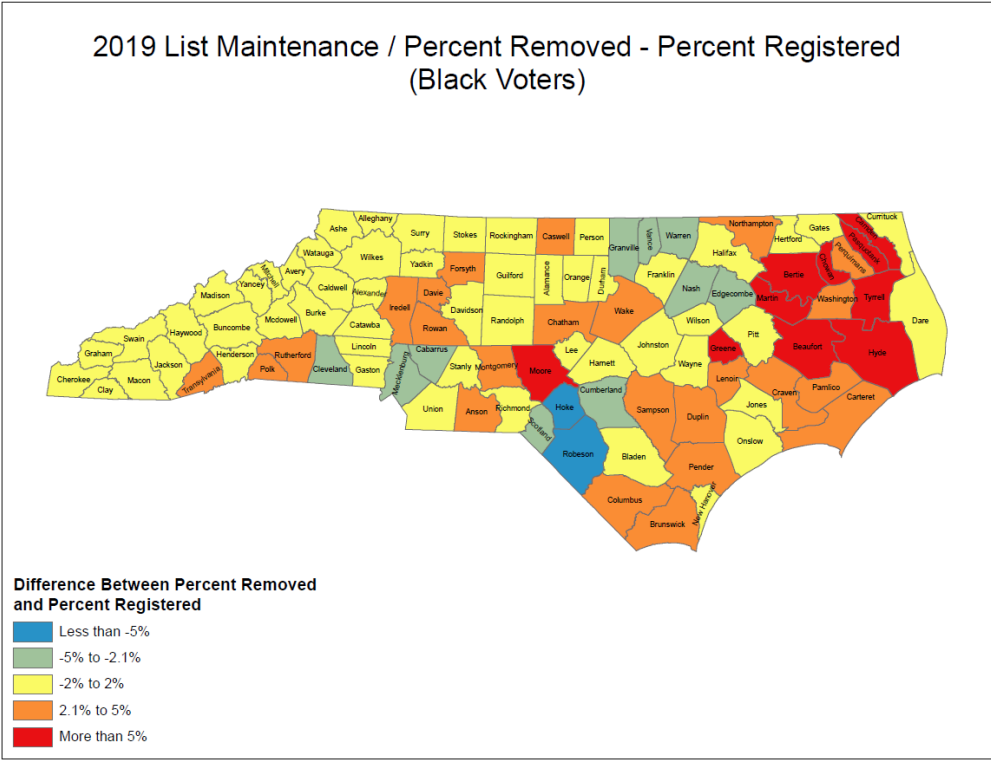 2019 List Maintenance / Percent Removed - Percent Registered
(Black Voters)
Alleghany
Ashe
Surry
Stokes
Rockingham
Caswell
Person
Granville
Vance
Warren
Northampton
Gates
Currituck
Camden
Pasquotank
Perquimans
Chowan
Hertford
Halifax
Watauga
Wilkes
Yadkin
Forsyth
Guilford
Alamance
Orange
Durham
Franklin
Nash
Edgecombe
Bertie
Martin
Washington
Tyrrell
Dare
Mitchell
Avery
Yancey
Caldwell
Alexander
Iredell
Davie
Davidson
Randolph
Chatham
Wake
Wilson
Pitt
Beaufort
Hyde
Madison
Buncombe
Mcdowell
Burke
Catawba
Rowan
Johnston
Greene
Haywood
Swain
Graham
Jackson
Henderson
Rutherford
Polk
Cleveland
Lincoln
Gaston
Mecklenburg
Cabarrus
Stanly
Montgomery
Moore
Lee
Harnett
Wayne
Lenoir
Craven
Pamlico
Carteret
Cherokee
Clay
Macon
Transylvania
Union
Anson
Richmond
Scotland
Hoke
Cumberland
Sampson
Duplin
Jones
Onslow
Robeson
Bladen
Pender
New Hanover
Columbus
Brunswick
Difference Between Percent Removed
and Percent Registered
Less than -5%
-5% to -2.1%
-2% to 2%
2.1% to 5%
More than 5%